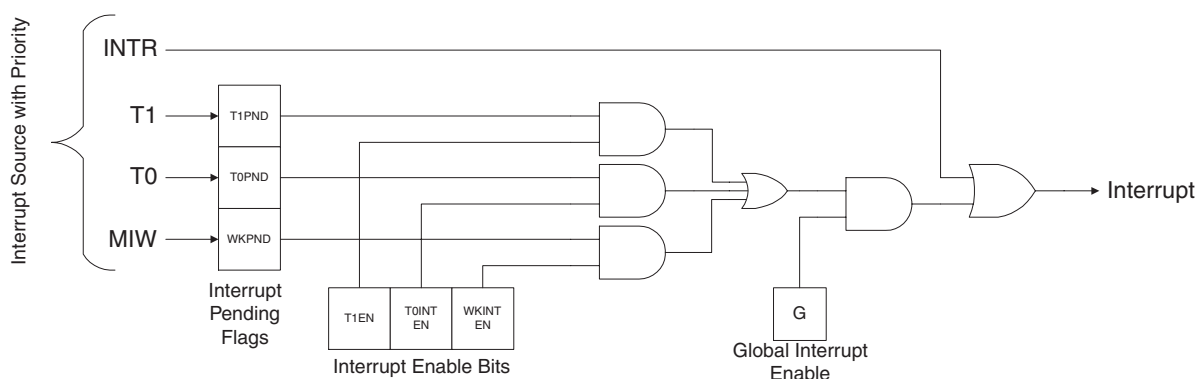 Interrupt Source with Priority
INTR
T1
T1PND
T0
T0PND
MIW
WKPND
Interrupt
Pending
Flags
T1EN
T0INT
EN
WKINT
EN
Interrupt Enable Bits
G
Global Interrupt
Enable
Interrupt